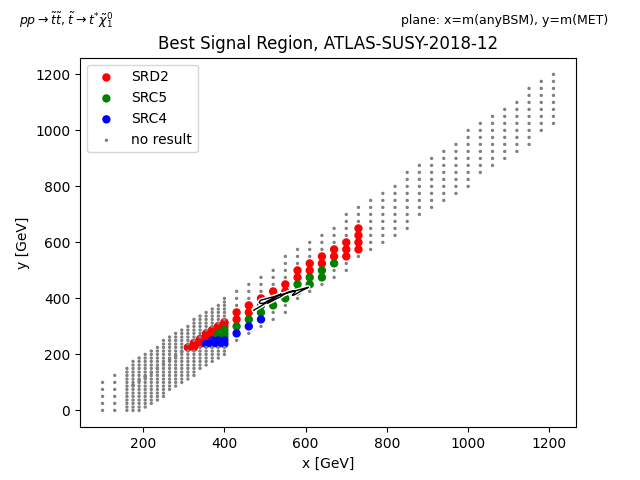 pp → t̃t̃, t̃ → t*χ̃⁰₁ plane: x=m(anyBSM), y=m(MET)
Best Signal Region, ATLAS-SUSY-2018-12
SRD2
SRC5
SRC4
no result
1200
1000
800
600
400
200
0
y [GeV]
200 400 600 800 1000 1200
x [GeV]